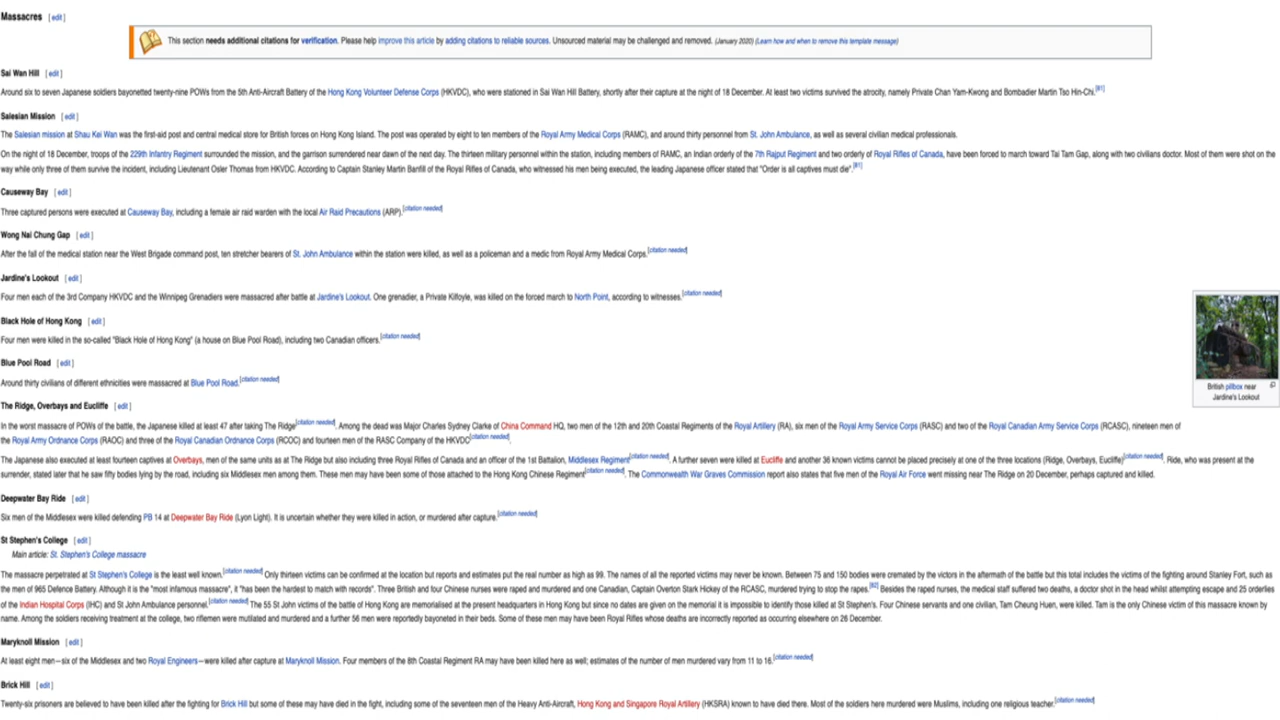 Massacres [ edit ]
This section needs additional citations for verification. Please help improve this article by adding citations to reliable sources. Unsourced material may be challenged and removed. (January 2020) (Learn how and when to remove this template message)
Sai Wan Hill [ edit ]
Around six to seven Japanese soldiers bayonetted twenty-nine POWs from the 5th Anti-Aircraft Battery of the Hong Kong Volunteer Defense Corps (HKVDC), who were stationed in Sai Wan Hill Battery, shortly after their capture at the night of 18 December. At least two victims survived the atrocity, namely Private Chan Yam-Kwong and Bombadier Martin Tso Hin-Chi.[81]
Salesian Mission [ edit ]
The Salesian mission at Shau Kei Wan was the first-aid post and central medical store for British forces on Hong Kong Island. The post was operated by eight to ten members of the Royal Army Medical Corps (RAMC), and around thirty personnel from St. John Ambulance, as well as several civilian medical professionals.
On the night of 18 December, troops of the 229th Infantry Regiment surrounded the mission, and the garrison surrendered near dawn of the next day. The thirteen military personnel within the station, including members of RAMC, an Indian orderly of the 7th Rajput Regiment and two orderly of Royal Rifles of Canada, have been forced to march toward Tai Tam Gap, along with two civilians doctor. Most of them were shot on the
way while only three of them survive the incident, including Lieutenant Osler Thomas from HKVDC. According to Captain Stanley Martin Banfill of the Royal Rifles of Canada, who witnessed his men being executed, the leading Japanese officer stated that "Order is all captives must die".[81]
Causeway Bay [ edit ]
Three captured persons were executed at Causeway Bay, including a female air raid warden with the local Air Raid Precautions (ARP).[citation needed]
Wong Nai Chung Gap [ edit ]
After the fall of the medical station near the West Brigade command post, ten stretcher bearers of St. John Ambulance within the station were killed, as well as a policeman and a medic from Royal Army Medical Corps.[citation needed]
Jardine's Lookout [ edit ]
Four men each of the 3rd Company HKVDC and the Winnipeg Grenadiers were massacred after battle at Jardine's Lookout. One grenadier, a Private Kilfoyle, was killed on the forced march to North Point, according to witnesses.[citation needed]
Black Hole of Hong Kong [ edit ]
Four men were killed in the so-called "Black Hole of Hong Kong" (a house on Blue Pool Road), including two Canadian officers.[citation needed]
Blue Pool Road [ edit ]
Around thirty civilians of different ethnicities were massacred at Blue Pool Road.[citation needed]
British pillbox near
Jardine's Lookout
The Ridge, Overbays and Eucliffe [ edit ]
In the worst massacre of POWs of the battle, the Japanese killed at least 47 after taking The Ridge[citation needed]. Among the dead was Major Charles Sydney Clarke of China Command HQ, two men of the 12th and 20th Coastal Regiments of the Royal Artillery (RA), six men of the Royal Army Service Corps (RASC) and two of the Royal Canadian Army Service Corps (RCASC), nineteen men of
the Royal Army Ordnance Corps (RAOC) and three of the Royal Canadian Ordnance Corps (RCOC) and fourteen men of the RASC Company of the HKVDC[citation needed].
The Japanese also executed at least fourteen captives at Overbays, men of the same units as at The Ridge but also including three Royal Rifles of Canada and an officer of the 1st Battalion, Middlesex Regiment[citation needed]. A further seven were killed at Eucliffe and another 36 known victims cannot be placed precisely at one of the three locations (Ridge, Overbays, Eucliffe)[citation needed]. Ride, who was present at the
surrender, stated later that he saw fifty bodies lying by the road, including six Middlesex men among them. These men may have been some of those attached to the Hong Kong Chinese Regiment[citation needed]. The Commonwealth War Graves Commission report also states that five men of the Royal Air Force went missing near The Ridge on 20 December, perhaps captured and killed.
Deepwater Bay Ride [ edit ]
Six men of the Middlesex were killed defending PB 14 at Deepwater Bay Ride (Lyon Light). It is uncertain whether they were killed in action, or murdered after capture.[citation needed]
St Stephen's College [ edit ]
Main article: St. Stephen's College massacre
The massacre perpetrated at St Stephen's College is the least well known.[citation needed] Only thirteen victims can be confirmed at the location but reports and estimates put the real number as high as 99. The names of all the reported victims may never be known. Between 75 and 150 bodies were cremated by the victors in the aftermath of the battle but this total includes the victims of the fighting around Stanley Fort, such as
the men of 965 Defence Battery. Although it is the "most infamous massacre", it "has been the hardest to match with records". Three British and four Chinese nurses were raped and murdered and one Canadian, Captain Overton Stark Hickey of the RCASC, murdered trying to stop the rapes.[82] Besides the raped nurses, the medical staff suffered two deaths, a doctor shot in the head whilst attempting escape and 25 orderlies
of the Indian Hospital Corps (IHC) and St John Ambulance personnel.[citation needed] The 55 St John victims of the battle of Hong Kong are memorialised at the present headquarters in Hong Kong but since no dates are given on the memorial it is impossible to identify those killed at St Stephen's. Four Chinese servants and one civilian, Tam Cheung Huen, were killed. Tam is the only Chinese victim of this massacre known by
name. Among the soldiers receiving treatment at the college, two riflemen were mutilated and murdered and a further 56 men were reportedly bayoneted in their beds. Some of these men may have been Royal Rifles whose deaths are incorrectly reported as occurring elsewhere on 26 December.
Maryknoll Mission [ edit ]
At least eight men—six of the Middlesex and two Royal Engineers—were killed after capture at Maryknoll Mission. Four members of the 8th Coastal Regiment RA may have been killed here as well; estimates of the number of men murdered vary from 11 to 16.[citation needed]
Brick Hill [ edit ]
Twenty-six prisoners are believed to have been killed after the fighting for Brick Hill but some of these may have died in the fight, including some of the seventeen men of the Heavy Anti-Aircraft, Hong Kong and Singapore Royal Artillery (HKSRA) known to have died there. Most of the soldiers here murdered were Muslims, including one religious teacher.[citation needed]